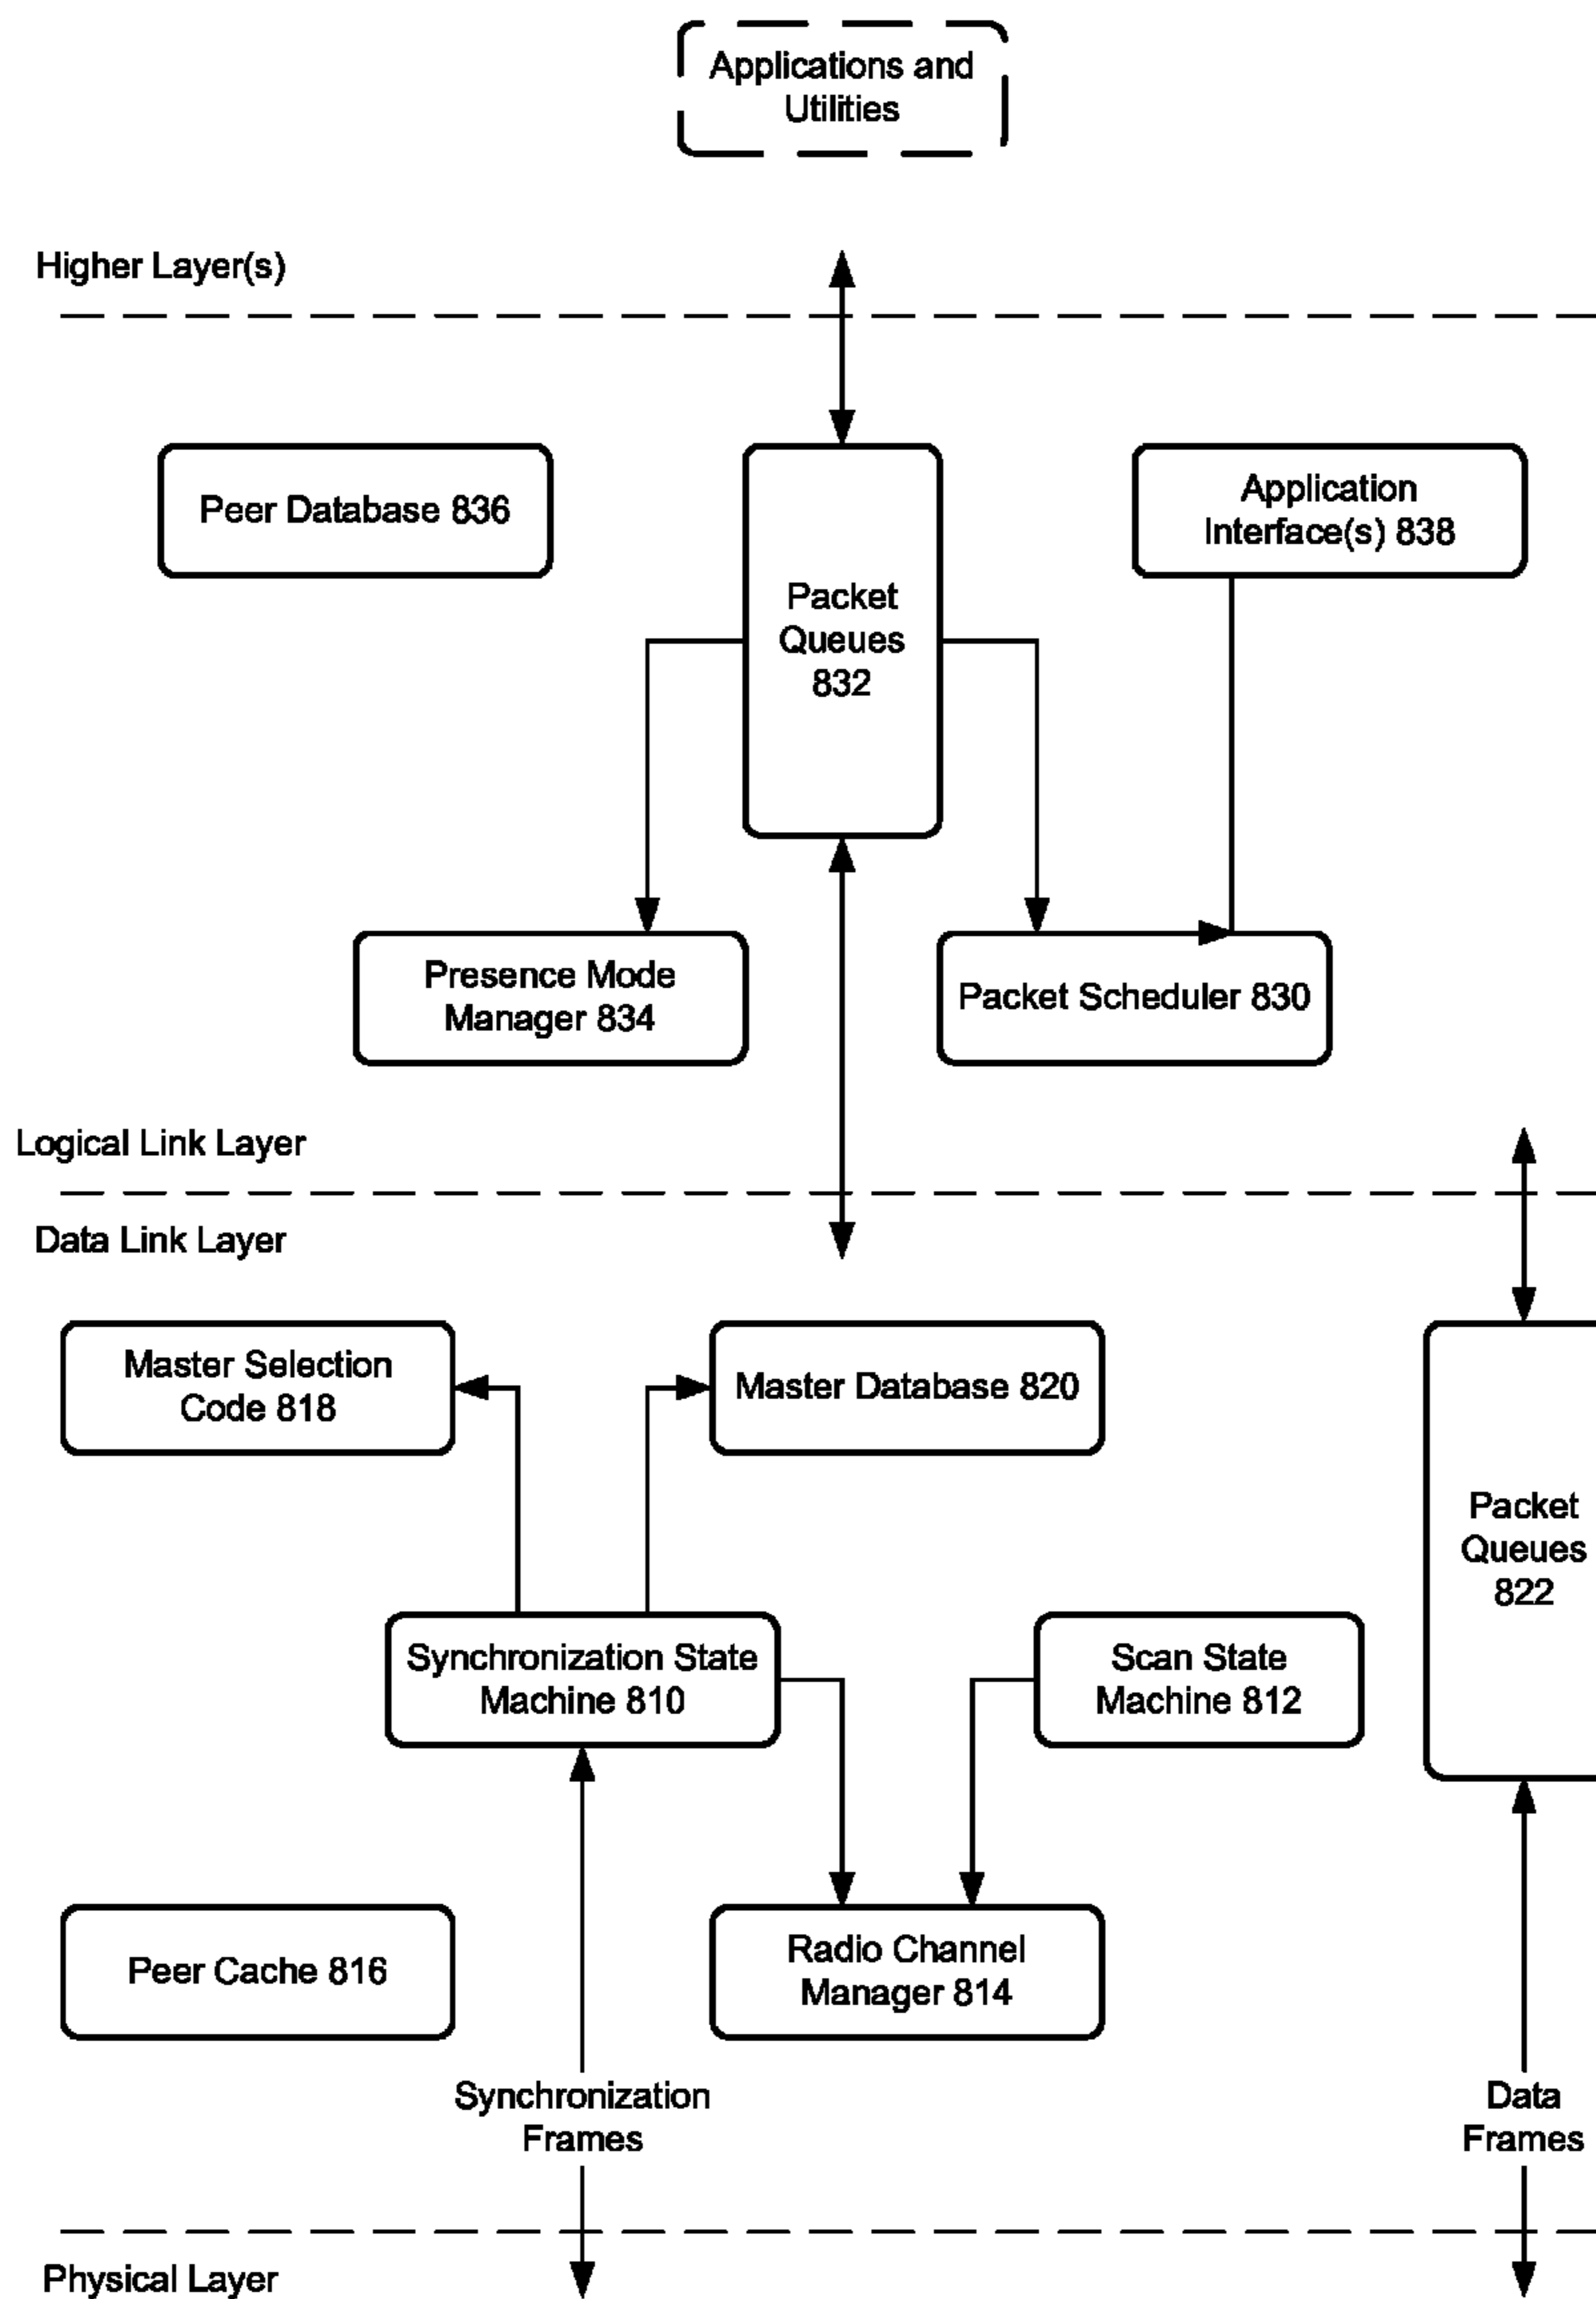 Applications and
Utilities
Higher Layer(s)
Peer Database 836
Packet
Queues
832
Application
Interface(s) 838
Presence Mode
Manager 834
Packet Scheduler 830
Logical Link Layer
Data Link Layer
Master Selection
Code 818
Master Database 820
Packet
Queues
822
Synchronization State
Machine 810
Scan State
Machine 812
Peer Cache 816
Radio Channel
Manager 814
Synchronization
Frames
Data
Frames
Physical Layer